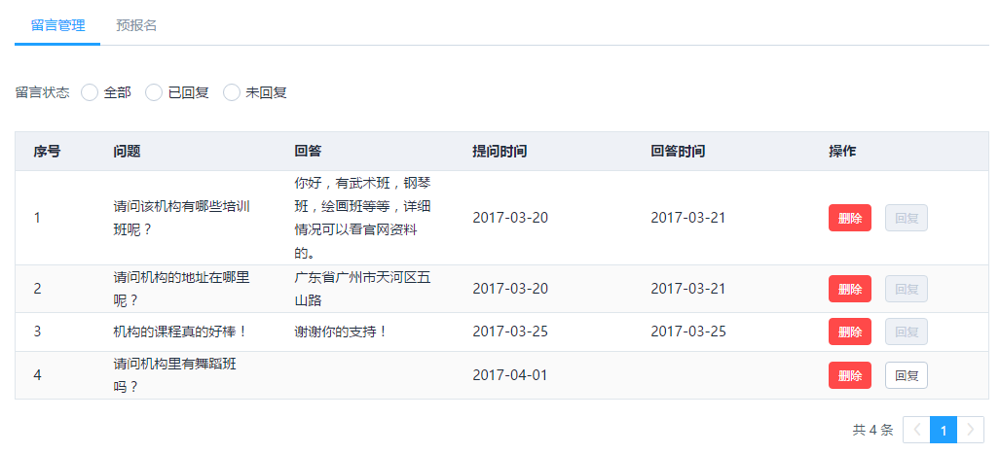 留言管理 预报名
留言状态 全部 已回复 未回复
序号 问题 回答 提问时间 回答时间 操作
1 请问该机构有哪些培训班呢？ 你好，有武术班，钢琴班，绘画班等等，详细情况可以看官网资料的。 2017-03-20 2017-03-21 删除 回复
2 请问机构的地址在哪里呢？ 广东省广州市天河区五山路 2017-03-20 2017-03-21 删除 回复
3 机构的课程真的好棒！ 谢谢你的支持！ 2017-03-25 2017-03-25 删除 回复
4 请问机构里有舞蹈班吗？ 2017-04-01 删除 回复
共 4 条 1